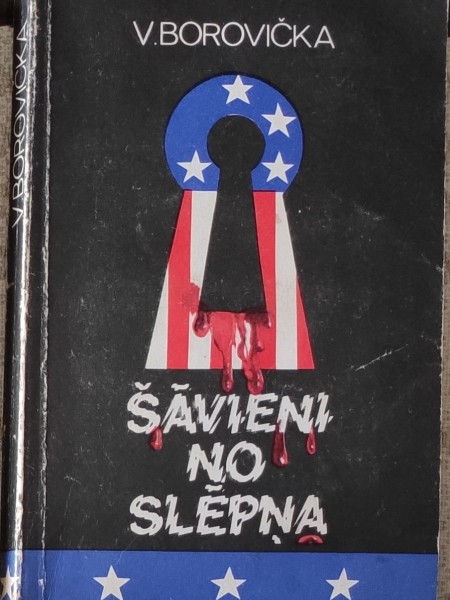 V. BOROVIČKA
V. BOROVIČKA
ŠĀVIENI
NO
SLĒPŅA